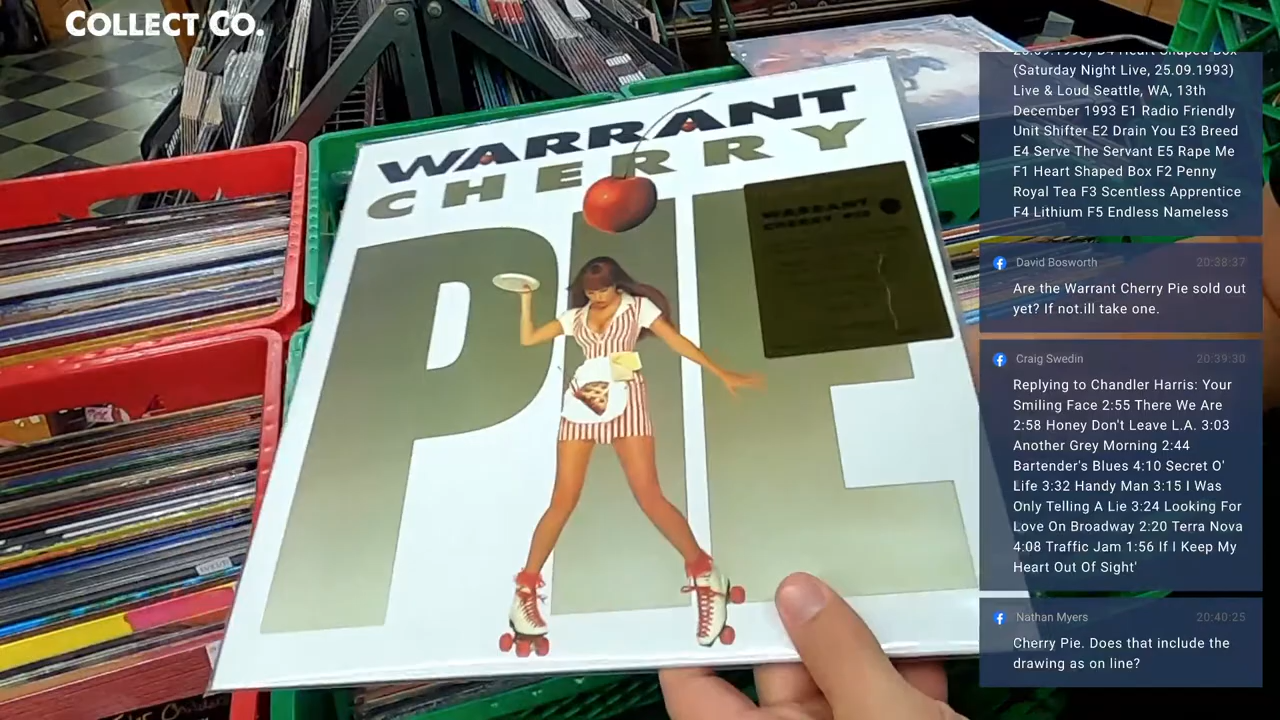 COLLECT CO.
WARRANT
CHERRY
PIE
WARRANT
CHERRY PIE
(Saturday Night Live, 25.09.1993)
Live & Loud Seattle, WA, 13th
December 1993 E1 Radio Friendly
Unit Shifter E2 Drain You E3 Breed
E4 Serve The Servant E5 Rape Me
F1 Heart Shaped Box F2 Penny
Royal Tea F3 Scentless Apprentice
F4 Lithium F5 Endless Nameless
David Bosworth 20:38:37
Are the Warrant Cherry Pie sold out
yet? If not.ill take one.
Craig Swedin 20:39:30
Replying to Chandler Harris: Your
Smiling Face 2:55 There We Are
2:58 Honey Don't Leave L.A. 3:03
Another Grey Morning 2:44
Bartender's Blues 4:10 Secret O'
Life 3:32 Handy Man 3:15 I Was
Only Telling A Lie 3:24 Looking For
Love On Broadway 2:20 Terra Nova
4:08 Traffic Jam 1:56 If I Keep My
Heart Out Of Sight'
Nathan Myers 20:40:25
Cherry Pie. Does that include the
drawing as on line?